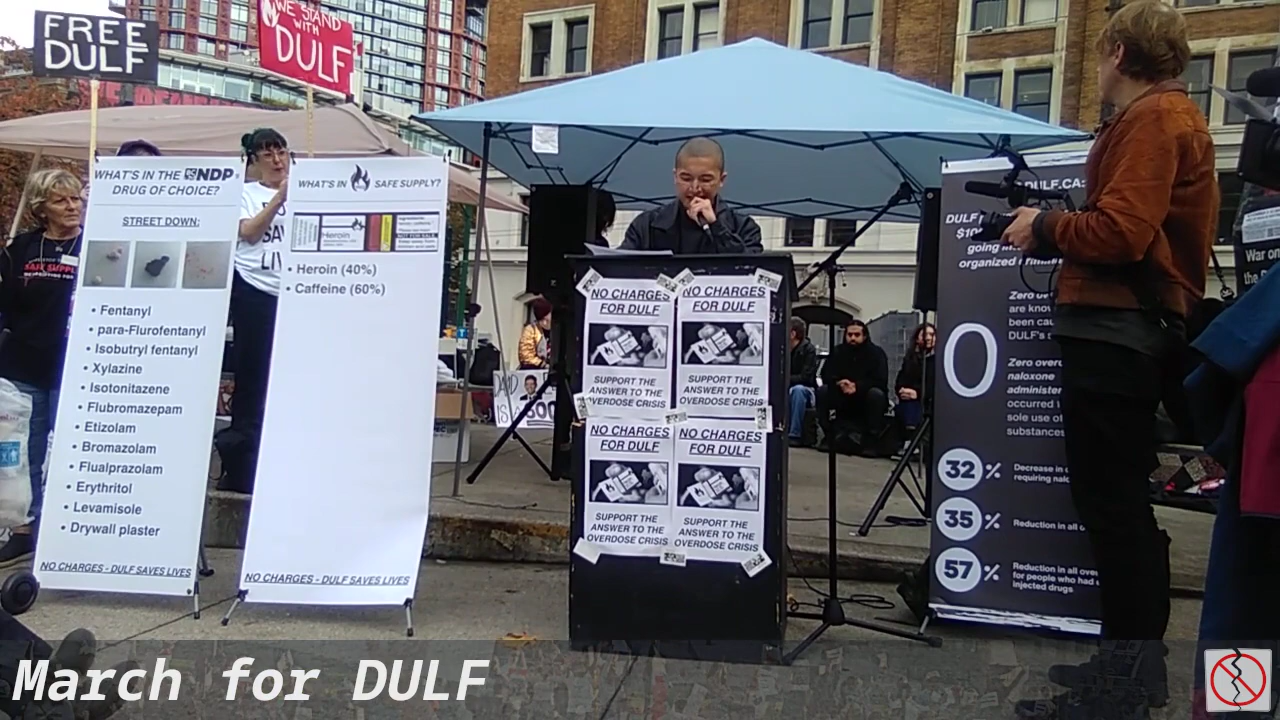 FREE
DULF
WE STAND
WITH
DULF
WHAT'S IN THE BCNDP
DRUG OF CHOICE?
STREET DOWN:
• Fentanyl
• para-Flurofentanyl
• Isobutryl fentanyl
• Xylazine
• Isotonitazene
• Flubromazepam
• Etizolam
• Bromazolam
• Flualprazolam
• Erythritol
• Levamisole
• Drywall plaster
NO CHARGES - DULF SAVES LIVES
WHAT'S IN SAFE SUPPLY?
Heroin
NOT FOR SALE
• Heroin (40%)
• Caffeine (60%)
NO CHARGES - DULF SAVES LIVES
NO CHARGES
FOR DULF
SUPPORT THE
ANSWER TO THE
OVERDOSE CRISIS
NO CHARGES
FOR DULF
SUPPORT THE
ANSWER TO THE
OVERDOSE CRISIS
NO CHARGES
FOR DULF
SUPPORT THE
ANSWER TO THE
OVERDOSE CRISIS
NO CHARGES
FOR DULF
SUPPORT THE
ANSWER TO THE
OVERDOSE CRISIS
DULF.CA:
DULF
going in
organized
0
Zero
are
been
DULF's
Zero
naloxone
occurred
sole use of
substances
32%
Decrease in
requiring
35%
Reduction in all
57%
Reduction in all
for people who had
injected drugs
War on
the
March for DULF